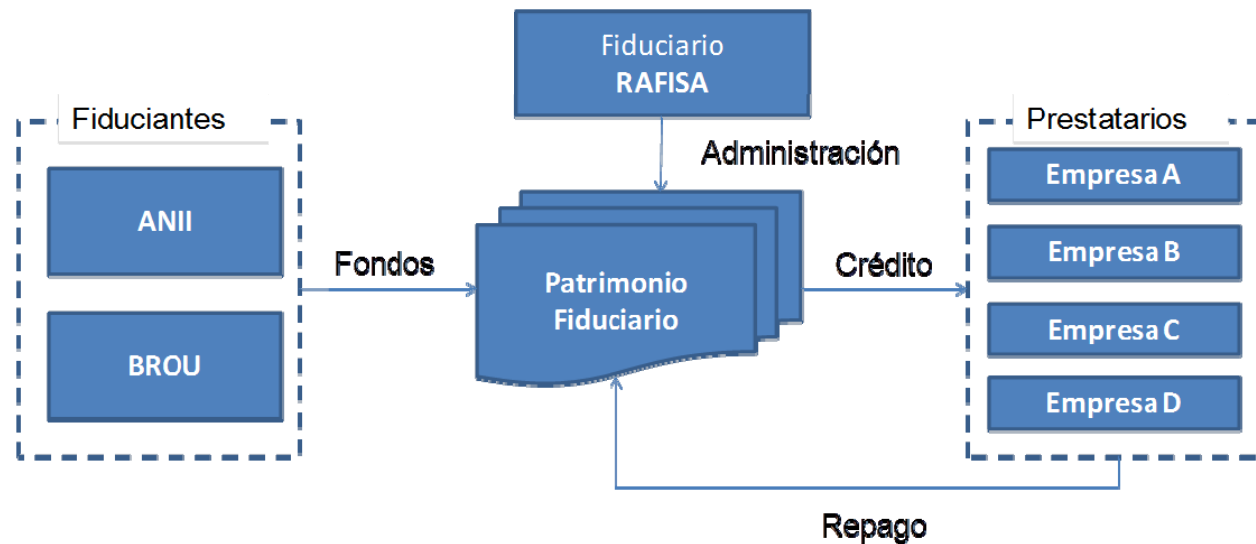 Fiduciario
RAFISA
Fiduciantes
Prestatarios
Administración
Empresa A
ANII
Empresa B
Fondos
Crédito
Patrimonio
Fiduciario
Empresa C
BROU
Empresa D
Repago